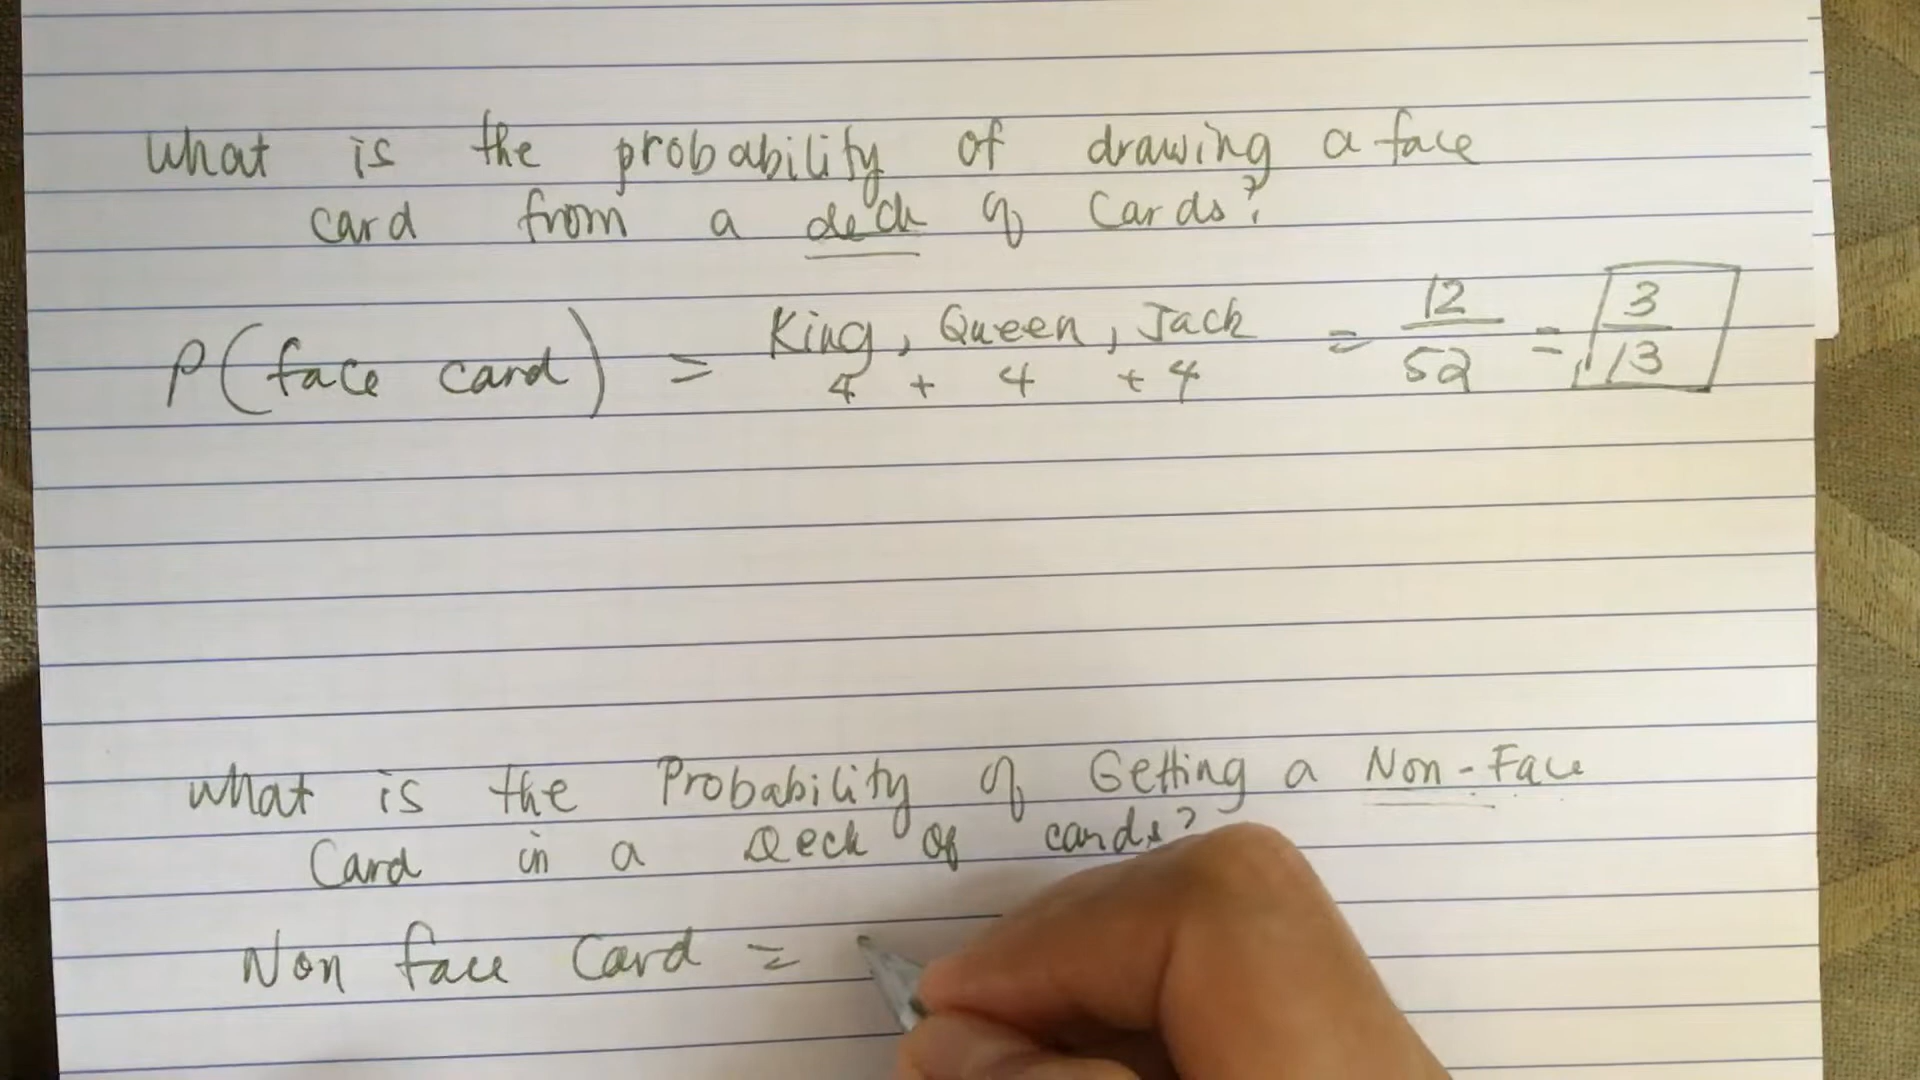 What is the probability of drawing a face
card from a deck of cards?
P(face card) = King, Queen, Jack = 12/52 = 3/13
4 + 4 + 4
What is the Probability of Getting a Non-Face
Card in a Deck of cards?
Non face Card =